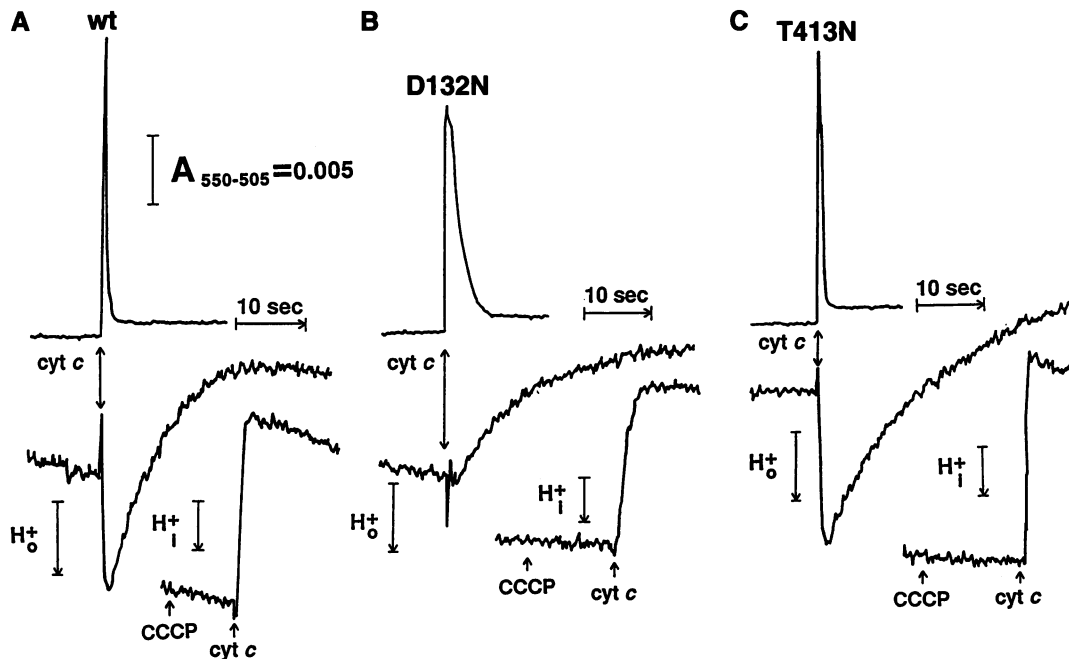 A
wt
A 550-505 = 0.005
10 sec
cyt c
H+o
H+i
CCCP
cyt c
B
D132N
10 sec
cyt c
H+o
H+i
CCCP
cyt c
C
T413N
10 sec
cyt c
H+o
H+i
CCCP
cyt c